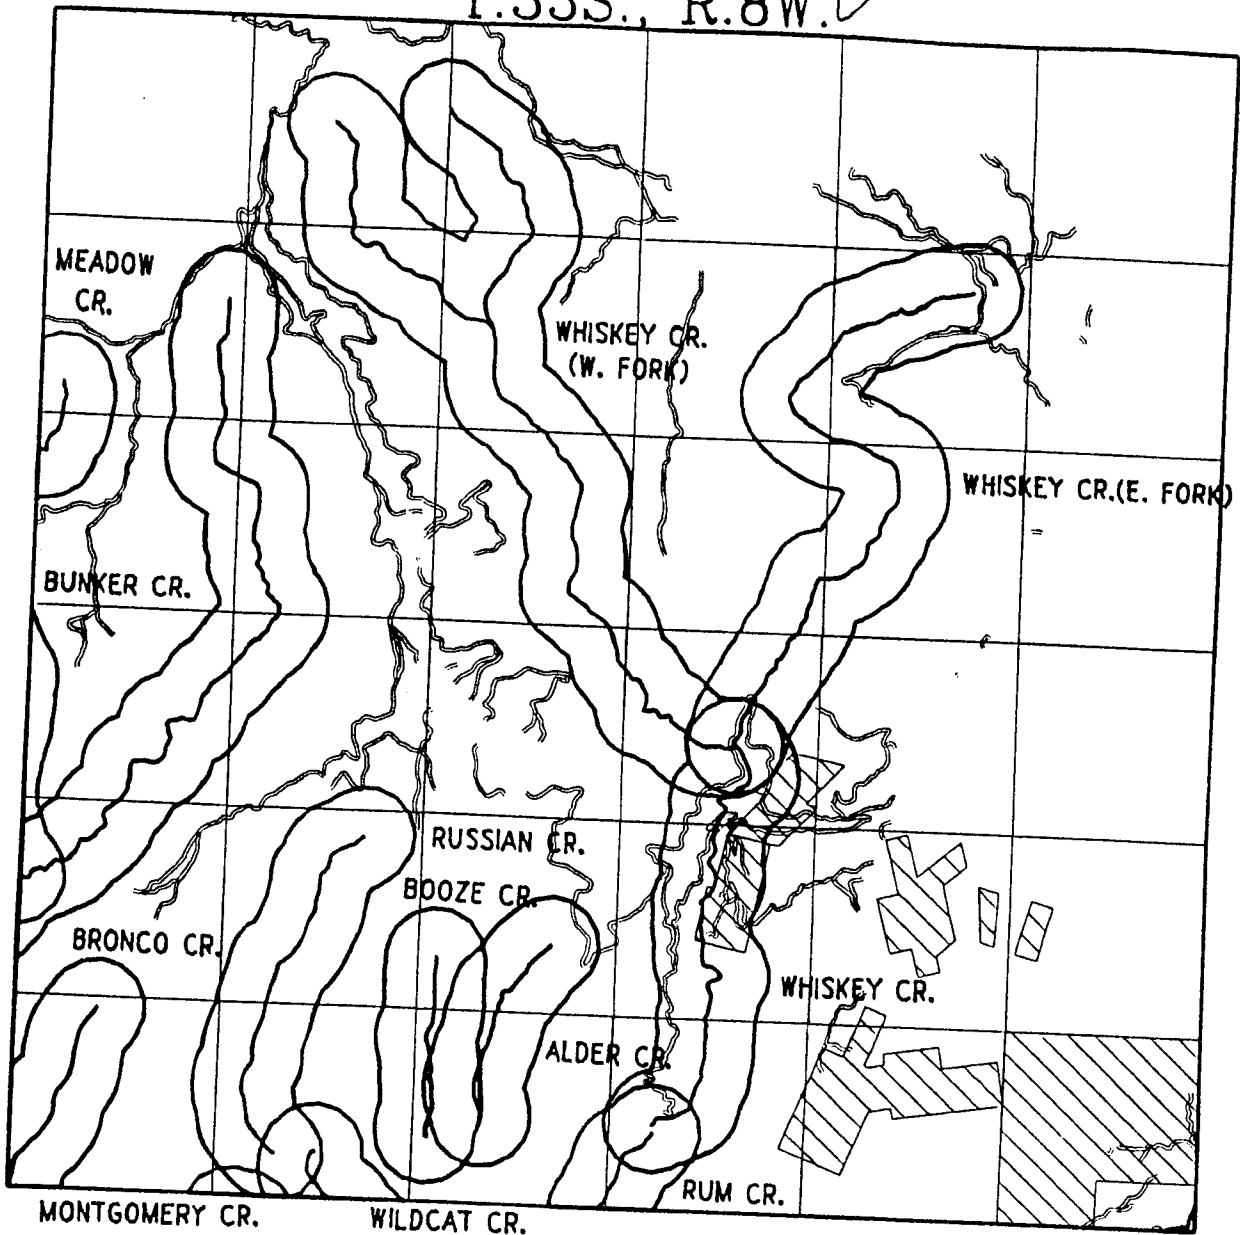 T.33S., R.8W.
MEADOW
CR.
WHISKEY CR.
(W. FORK)
WHISKEY CR.(E. FORK)
BUNKER CR.
RUSSIAN CR.
BOOZE CR.
BRONCO CR.
WHISKEY CR.
ALDER CR.
RUM CR.
MONTGOMERY CR.
WILDCAT CR.